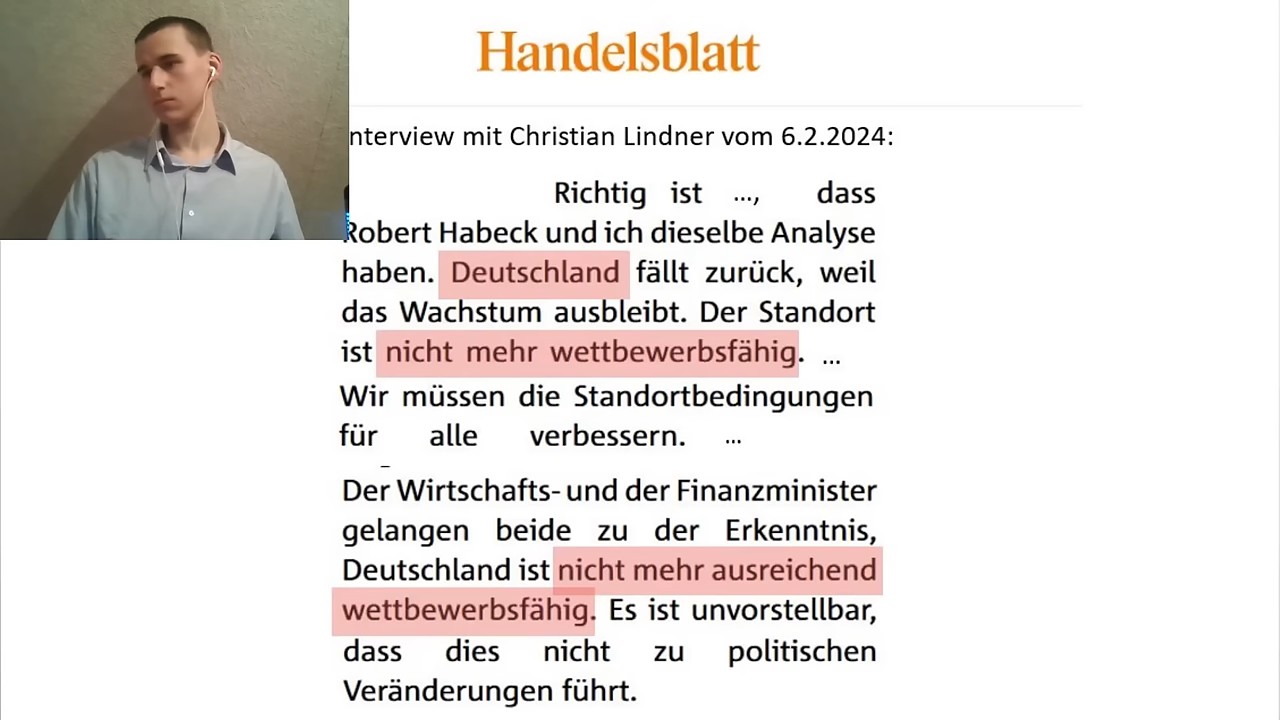 Handelsblatt
nterview mit Christian Lindner vom 6.2.2024:
Richtig ist ..., dass
Robert Habeck und ich dieselbe Analyse
haben. Deutschland fällt zurück, weil
das Wachstum ausbleibt. Der Standort
ist nicht mehr wettbewerbsfähig. ...
Wir müssen die Standortbedingungen
für alle verbessern. ...
Der Wirtschafts- und der Finanzminister
gelangen beide zu der Erkenntnis,
Deutschland ist nicht mehr ausreichend
wettbewerbsfähig. Es ist unvorstellbar,
dass dies nicht zu politischen
Veränderungen führt.